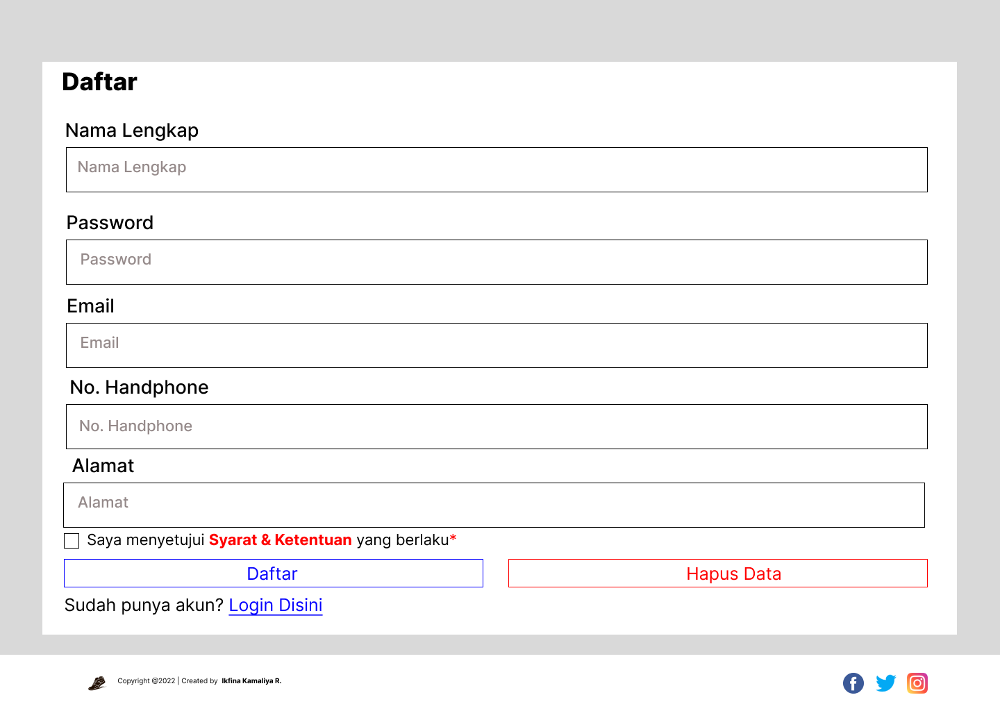 Daftar
Nama Lengkap
Nama Lengkap
Password
Password
Email
Email
No. Handphone
No. Handphone
Alamat
Alamat
Saya menyetujui Syarat & Ketentuan yang berlaku*
Daftar Hapus Data
Sudah punya akun? Login Disini
Copyright @2022 | Created by Ikfina Kamaliya R.